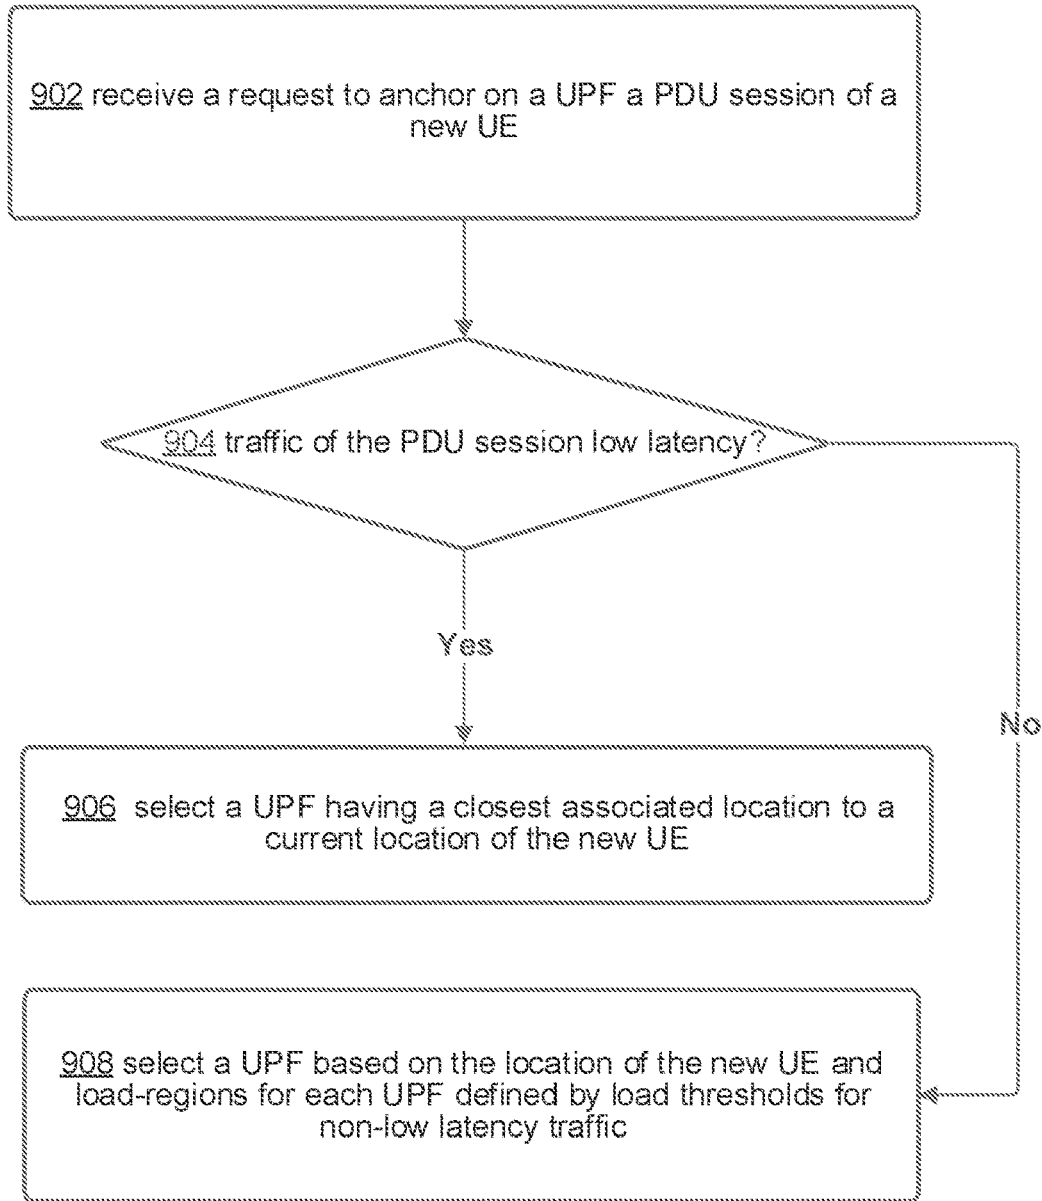 902 receive a request to anchor on a UPF a PDU session of a
new UE
904 traffic of the PDU session low latency?
Yes
No
906 select a UPF having a closest associated location to a
current location of the new UE
908 select a UPF based on the location of the new UE and
load-regions for each UPF defined by load thresholds for
non-low latency traffic